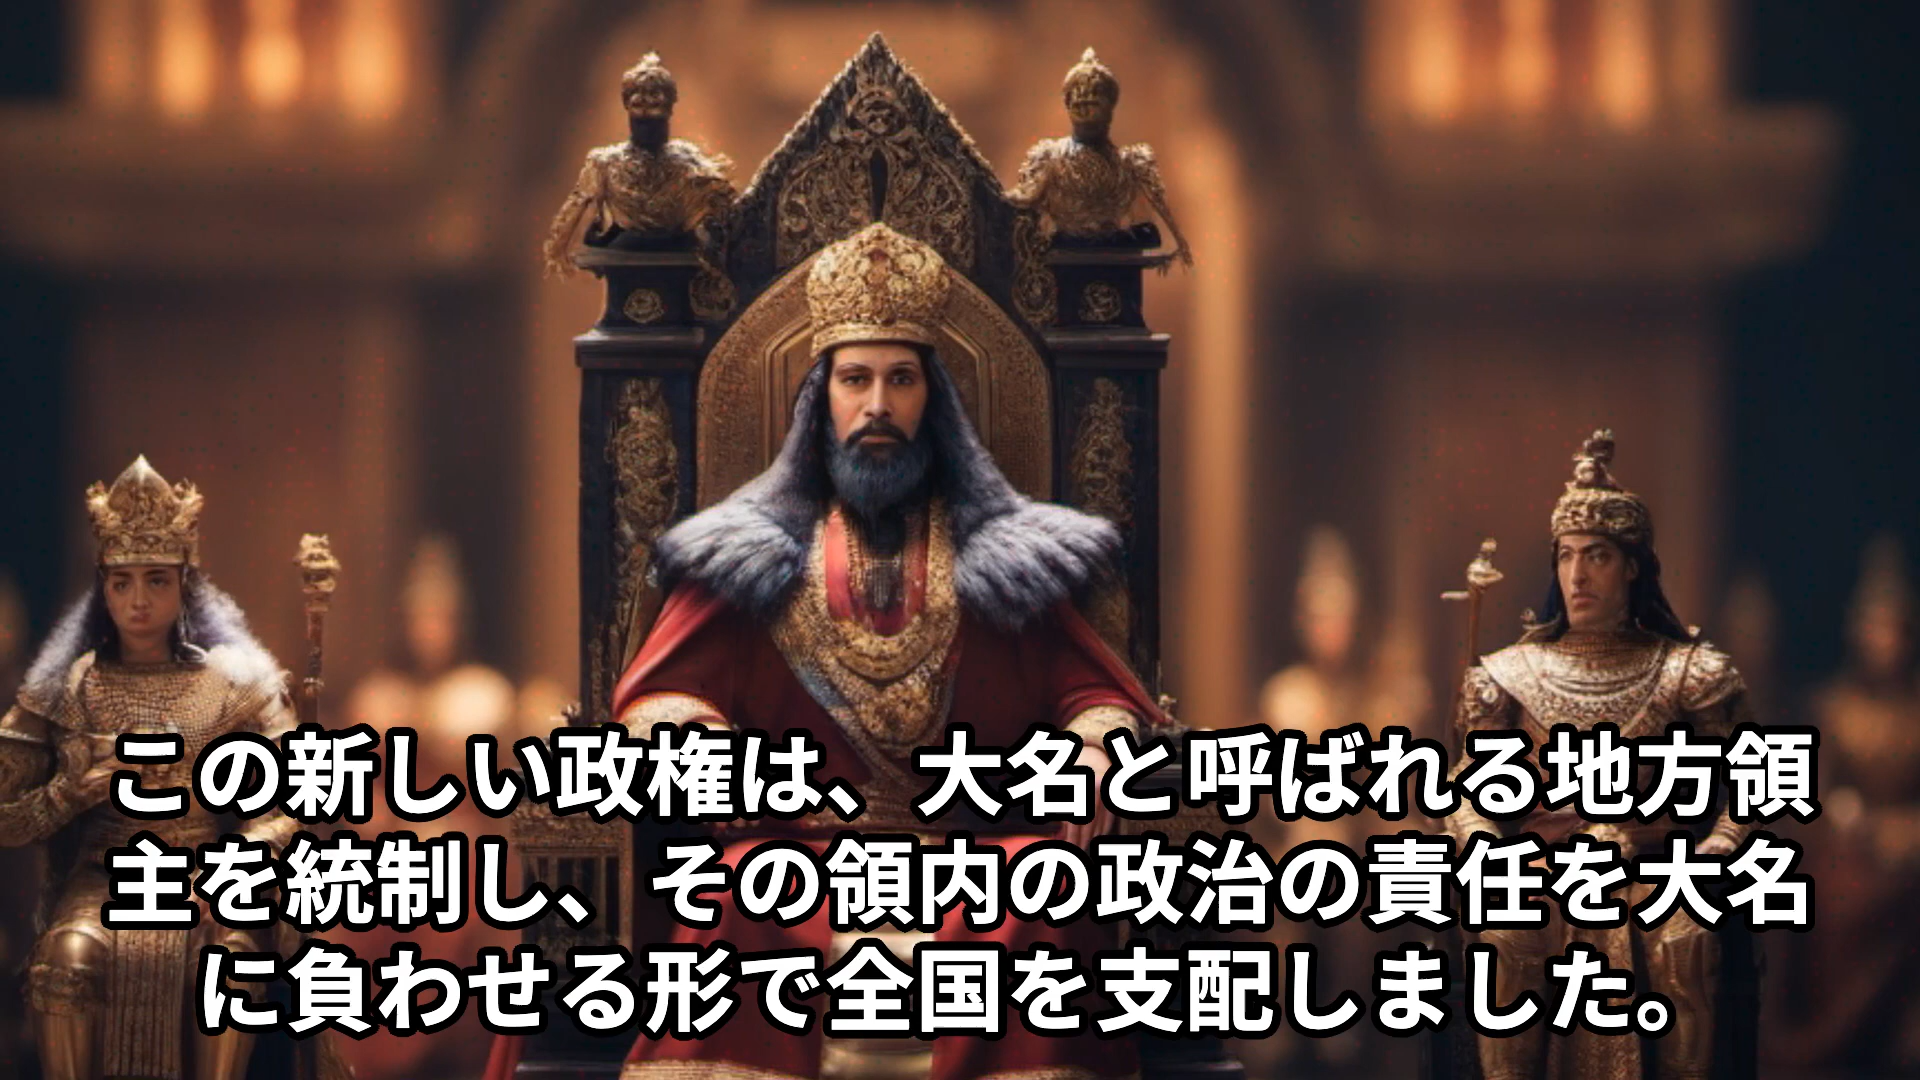 この新しい政権は、大名と呼ばれる地方領
主を統制し、その領内の政治の責任を大名
に負わせる形で全国を支配しました。